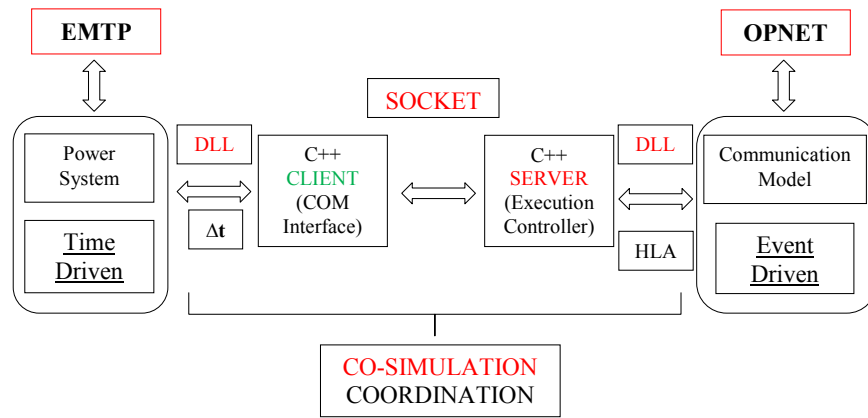 EMTP
OPNET
SOCKET
Power
System
Time
Driven
DLL
Δt
C++
CLIENT
(COM
Interface)
C++
SERVER
(Execution
Controller)
DLL
HLA
Communication
Model
Event
Driven
CO-SIMULATION
COORDINATION